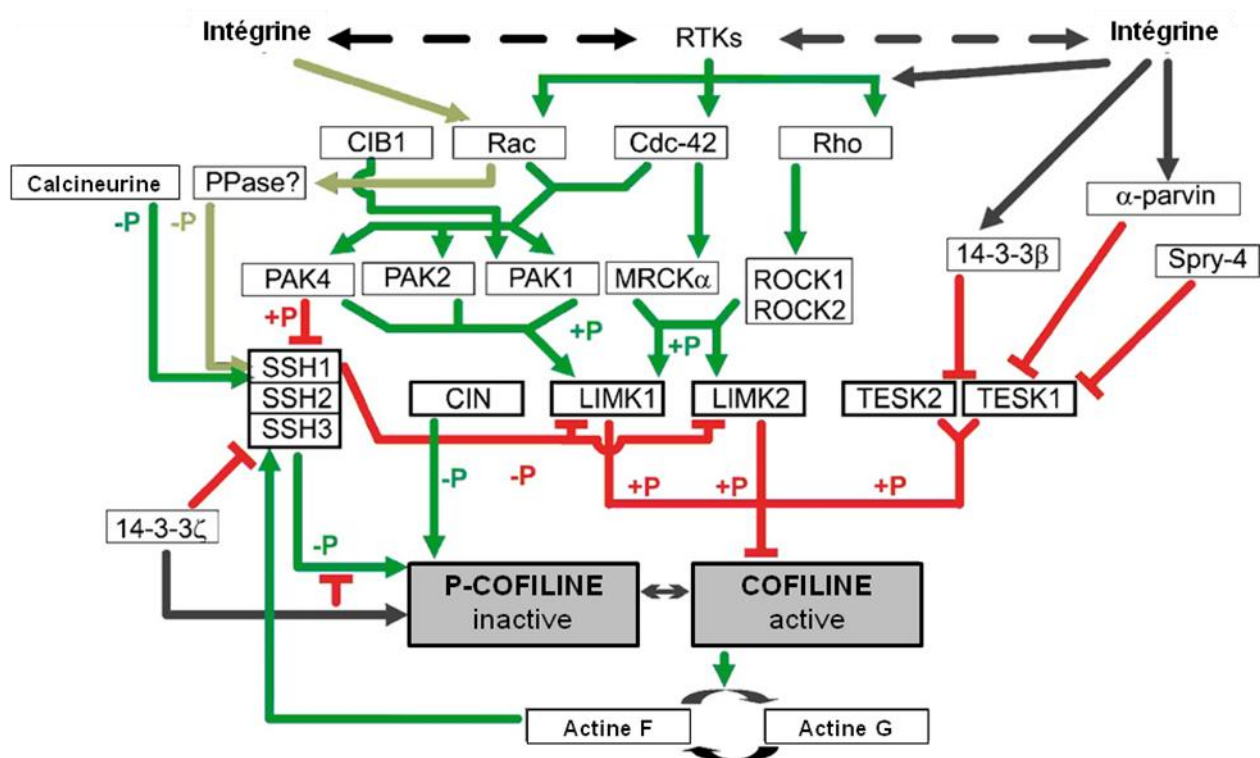 Intégrine
RTKs
Intégrine
CIB1
Rac
Cdc-42
Rho
Calcineurine
PPase?
α-parvin
-P
-P
14-3-3β
Spry-4
PAK4
PAK2
PAK1
MRCKα
ROCK1
ROCK2
+P
+P
+P
SSH1
SSH2
SSH3
CIN
LIMK1
LIMK2
TESK2
TESK1
-P
-P
+P
+P
+P
14-3-3ζ
-P
P-COFILINE
inactive
COFILINE
active
Actine F
Actine G